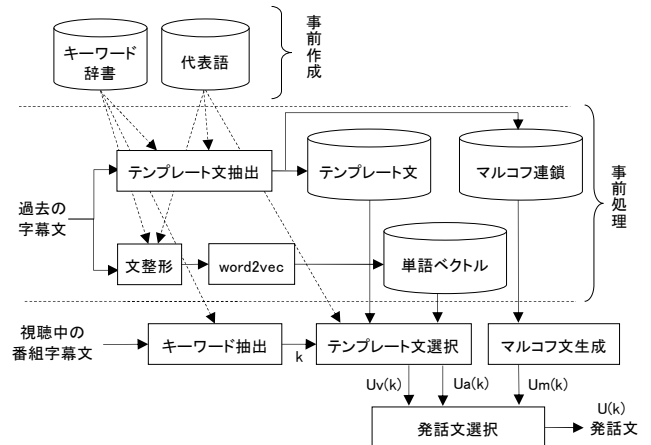 キーワード
辞書
代表語
事前作成
テンプレート文抽出
テンプレート文
マルコフ連鎖
事前処理
過去の
字幕文
文整形
word2vec
単語ベクトル
視聴中の
番組字幕文
キーワード抽出
k
テンプレート文選択
マルコフ文生成
Uv(k)
Ua(k)
Um(k)
発話文選択
U(k)
発話文